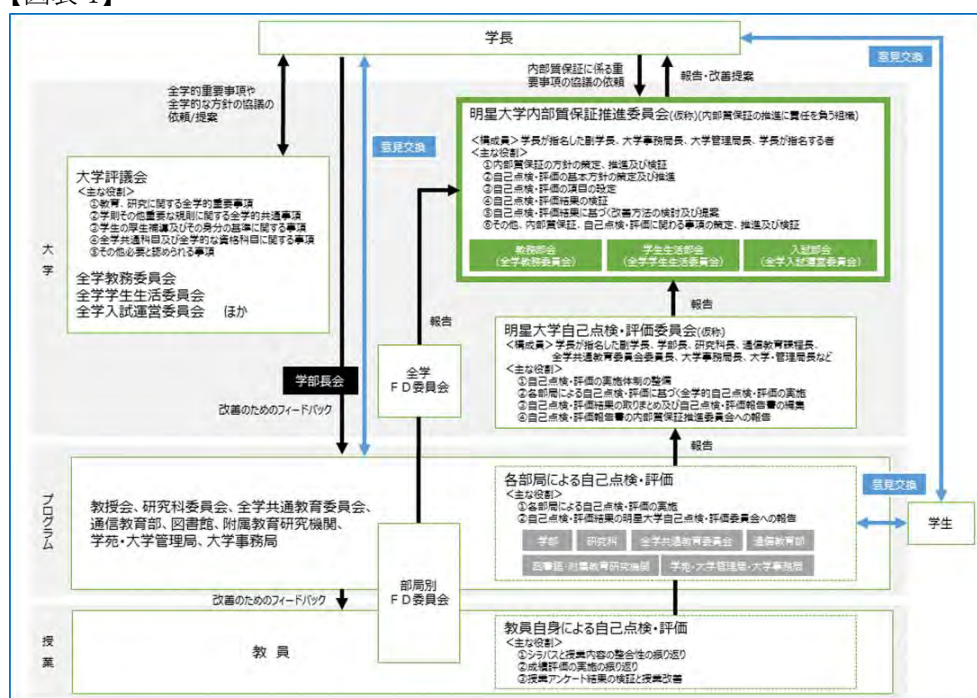 【図表 1】
学長
意見交換
内部質保証に係る重
要事項の協議の依頼
報告・改善提案
全学的重要事項や
全学的な方針の協議の
依頼/提案
意見交換
大学
明星大学内部質保証推進委員会(仮称)(内部質保証の推進に責任を負う組織)
<構成員>学長が指名した副学長、大学事務局長、大学管理局長、学長が指名する者
<主な役割>
①内部質保証の方針の策定、推進及び検証
②自己点検・評価の基本方針の策定及び推進
③自己点検・評価の項目の設定
④自己点検・評価結果の検証
⑤自己点検・評価結果に基づく改善方法の検討及び提案
⑥その他、内部質保証、自己点検・評価に関わる事項の策定、推進及び検証
教務部会
(全学教務委員会)
学生生活部会
(全学学生生活委員会)
入試部会
(全学入試運営委員会)
大学評議会
<主な役割>
①教育、研究に関する全学的重要事項
②学則その他重要な規則に関する全学的共通事項
③学生の厚生補導及びその身分の基準に関する事項
④全学共通科目及び全学的な資格科目に関する事項
⑤その他必要と認められる事項
全学教務委員会
全学学生生活委員会
全学入試運営委員会 ほか
報告
報告
明星大学自己点検・評価委員会(仮称)
<構成員>学長が指名した副学長、学部長、研究科長、通信教育課程長、
全学共通教育委員会委員長、大学事務局長、大学・管理局長など
<主な役割>
①自己点検・評価の実施体制の整備
②各部局による自己点検・評価に基づく全学的自己点検・評価の実施
③自己点検・評価結果の取りまとめ及び自己点検・評価報告書の編集
④自己点検・評価報告書の内部質保証推進委員会への報告
全学
FD委員会
学部長会
改善のためのフィードバック
報告
プログラム
教授会、研究科委員会、全学共通教育委員会、
通信教育部、図書館、附属教育研究機関、
学苑・大学管理局、大学事務局
各部局による自己点検・評価
<主な役割>
①各部局による自己点検・評価の実施
②自己点検・評価結果の明星大学自己点検・評価委員会への報告
学部
研究科
全学共通教育委員会
通信教育部
図書館・附属教育研究機関
学苑・大学管理局・大学事務局
意見交換
学生
部局別
FD委員会
改善のためのフィードバック
授業
教員
教員自身による自己点検・評価
<主な役割>
①シラバスと授業内容の整合性の振り返り
②成績評価の実施の振り返り
③授業アンケート結果の検証と授業改善